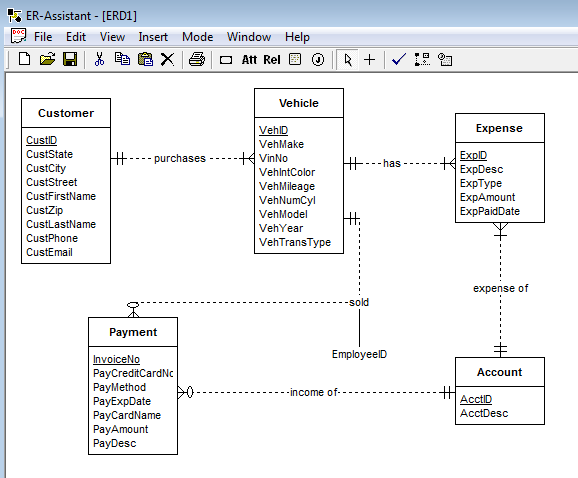 ER-Assistant - [ERD1]
File Edit View Insert Mode Window Help
Att Rel
Customer
CustID
CustState
CustCity
CustStreet
CustFirstName
CustZip
CustLastName
CustPhone
CustEmail
purchases
Vehicle
VehID
VehMake
VinNo
VehIntColor
VehMileage
VehNumCyl
VehModel
VehYear
VehTransType
has
Expense
ExpID
ExpDesc
ExpType
ExpAmount
ExpPaidDate
expense of
sold
EmployeeID
Payment
InvoiceNo
PayCreditCardNo
PayMethod
PayExpDate
PayCardName
PayAmount
PayDesc
income of
Account
AcctID
AcctDesc